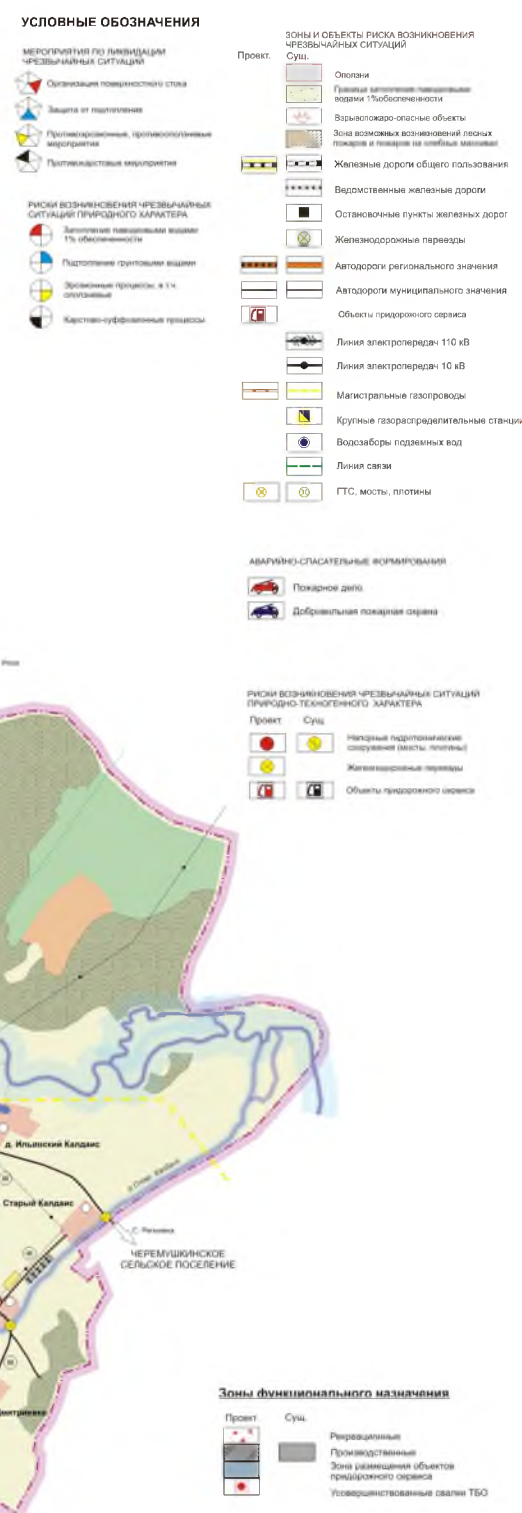 УСЛОВНЫЕ ОБОЗНАЧЕНИЯ
МЕРОПРИЯТИЯ ПО ЛИКВИДАЦИИ
ЧРЕЗВЫЧАЙНЫХ СИТУАЦИЙ
Организация поверхностного стока
Защита от подтопления
Противоэрозионные, противооползневые
мероприятия
Противокарстовые мероприятия
РИСКИ ВОЗНИКНОВЕНИЯ ЧРЕЗВЫЧАЙНЫХ
СИТУАЦИЙ ПРИРОДНОГО ХАРАКТЕРА
Затопление паводковыми водами
1% обеспеченности
Подтопление грунтовыми водами
Эрозионные процессы, в т.ч.
оползневые
Карстово-суффозионные процессы
ЗОНЫ И ОБЪЕКТЫ РИСКА ВОЗНИКНОВЕНИЯ
ЧРЕЗВЫЧАЙНЫХ СИТУАЦИЙ
Проект. Сущ.
Оползни
Граница затопления паводковыми
водами 1%обеспеченности
Взрывопожаро-опасные объекты
Зона возможных возникновений лесных
пожаров и пожаров на хлебных массивах
Железные дороги общего пользования
Ведомственные железные дороги
Остановочные пункты железных дорог
Железнодорожные переезды
Автодороги регионального значения
Автодороги муниципального значения
Объекты придорожного сервиса
Линия электропередач 110 кВ
Линия электропередач 10 кВ
Магистральные газопроводы
Крупные газораспределительные станции
Водозаборы подземных вод
Линия связи
ГТС, мосты, плотины
АВАРИЙНО-СПАСАТЕЛЬНЫЕ ФОРМИРОВАНИЯ
Пожарное депо
Добровольная пожарная охрана
РИСКИ ВОЗНИКНОВЕНИЯ ЧРЕЗВЫЧАЙНЫХ СИТУАЦИЙ
ПРИРОДНО-ТЕХНОГЕННОГО ХАРАКТЕРА
Проект Сущ.
Напорные гидротехнические
сооружения (мосты, плотины)
Железнодорожные переезды
Объекты придорожного сервиса
д. Ильинский Калдаис
Старый Калдаис
ЧЕРЕМУШКИНСКОЕ
СЕЛЬСКОЕ ПОСЕЛЕНИЕ
Зоны функционального назначения
Проект Сущ.
Рекреационные
Производственные
Зона размещения объектов
придорожного сервиса
Усовершенствованные свалки ТБО